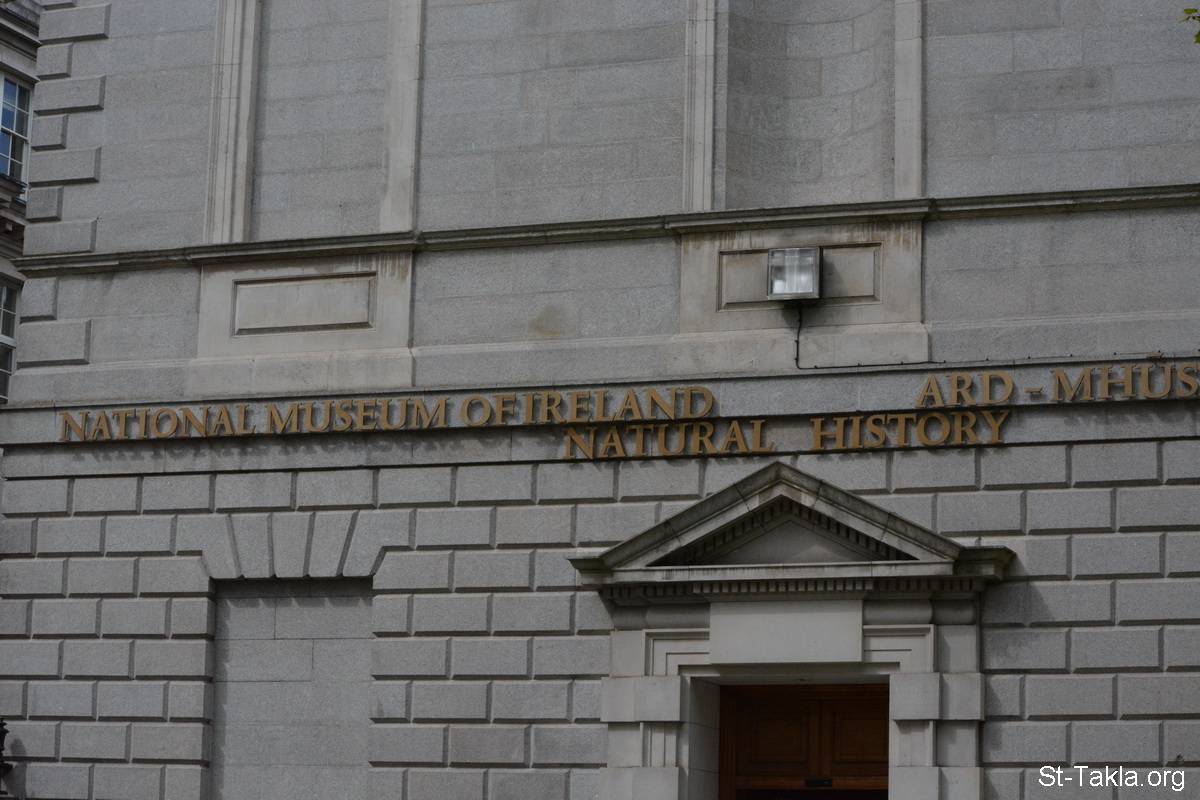 NATIONAL MUSEUM OF IRELAND ARD-MHÚS
NATURAL HISTORY
St-Takla.org